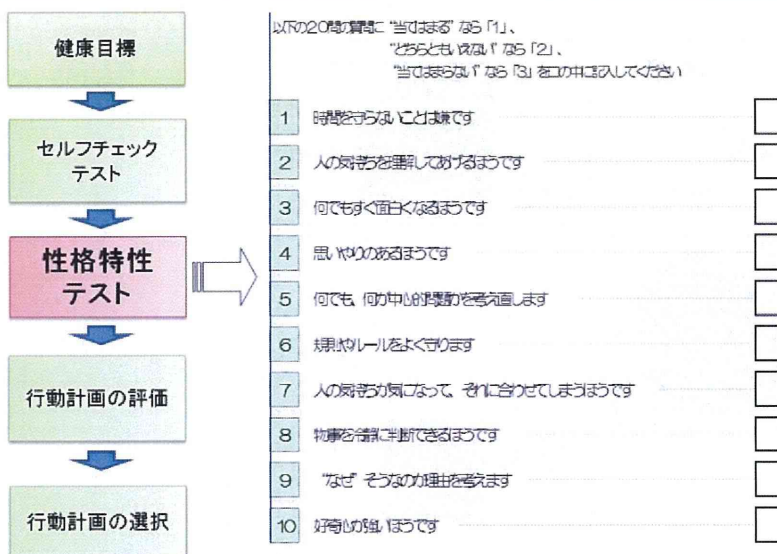 健康目標
セルフチェック
テスト
性格特性
テスト
行動計画の評価
行動計画の選択
以下の20問の質問に “当てはまる” なら「1」、
“どちらともいえない” なら「2」、
“当てはまらない” なら「3」を□の中に記入してください
1 時間を守らないことは嫌です
2 人の気持ちを理解してあげるほうです
3 何でもすぐ面白くなるほうです
4 思いやりのあるほうです
5 何でも、何が中心的問題かを考え直します
6 規則やルールをよく守ります
7 人の気持ちが気になって、それに合わせてしまうほうです
8 物事を冷静に判断できるほうです
9 “なぜ” そうなのか理由を考えます
10 好奇心が強いほうです